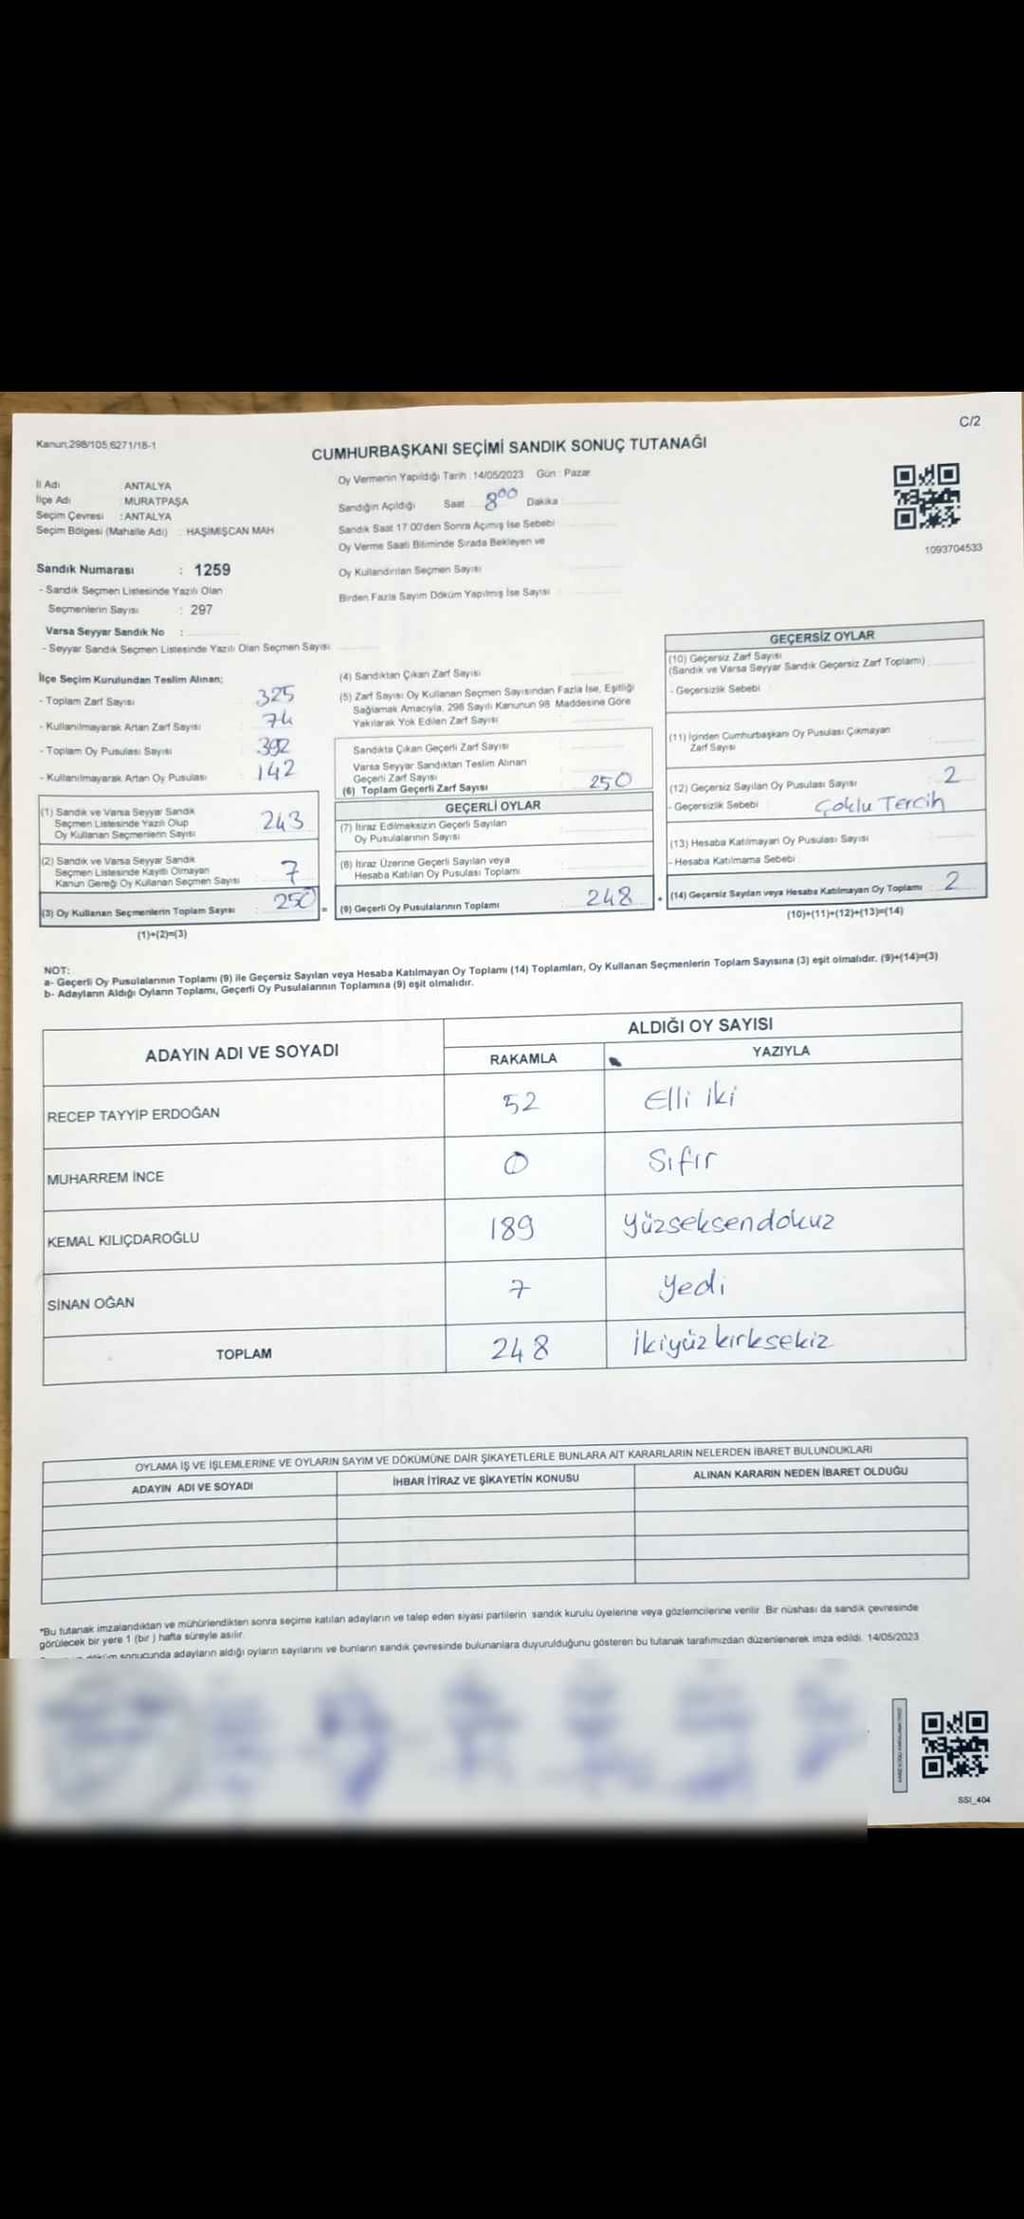 C/2
Kanun:298/105,6271/18-1
CUMHURBAŞKANI SEÇİMİ SANDIK SONUÇ TUTANAĞI
İl Adı : ANTALYA
İlçe Adı : MURATPAŞA
Seçim Çevresi : ANTALYA
Seçim Bölgesi (Mahalle Adı) : HAŞİMİŞCAN MAH
Oy Vermenin Yapıldığı Tarih : 14/05/2023 Gün : Pazar
Sandığın Açıldığı Saat 8⁰⁰ Dakika
Sandık Saat 17.00'den Sonra Açımış İse Sebebi
Oy Verme Saati Bitiminde Sırada Bekleyen ve
Oy Kullandırılan Seçmen Sayısı
Birden Fazla Sayım Döküm Yapılmış İse Sayısı
1093704533
Sandık Numarası : 1259
- Sandık Seçmen Listesinde Yazılı Olan
Seçmenlerin Sayısı : 297
Varsa Seyyar Sandık No :
- Seyyar Sandık Seçmen Listesinde Yazılı Olan Seçmen Sayısı
İlçe Seçim Kurulundan Teslim Alınan;
- Toplam Zarf Sayısı 325
- Kullanılmayarak Artan Zarf Sayısı 74
- Toplam Oy Pusulası Sayısı 392
- Kullanılmayarak Artan Oy Pusulası 142
(1) Sandık ve Varsa Seyyar Sandık
Seçmen Listesinde Yazılı Olup
Oy Kullanan Seçmenlerin Sayısı 243
(2) Sandık ve Varsa Seyyar Sandık
Seçmen Listesinde Kayıtlı Olmayan
Kanun Gereği Oy Kullanan Seçmen Sayısı 7
(3) Oy Kullanan Seçmenlerin Toplam Sayısı 250 =
(1)+(2)=(3)
(4) Sandıktan Çıkan Zarf Sayısı
(5) Zarf Sayısı Oy Kullanan Seçmen Sayısından Fazla İse, Eşitliği
Sağlamak Amacıyla, 298 Sayılı Kanunun 98. Maddesine Göre
Yakılarak Yok Edilen Zarf Sayısı
Sandıkta Çıkan Geçerli Zarf Sayısı
Varsa Seyyar Sandıktan Teslim Alınan
Geçerli Zarf Sayısı
(6) Toplam Geçerli Zarf Sayısı 250
GEÇERLİ OYLAR
(7) İtiraz Edilmeksizin Geçerli Sayılan
Oy Pusulalarının Sayısı
(8) İtiraz Üzerine Geçerli Sayılan veya
Hesaba Katılan Oy Pusulası Toplamı
(9) Geçerli Oy Pusulalarının Toplamı 248 +
GEÇERSİZ OYLAR
(10) Geçersiz Zarf Sayısı
(Sandık ve Varsa Seyyar Sandık Geçersiz Zarf Toplamı)
- Geçersizlik Sebebi
(11) İçinden Cumhurbaşkanı Oy Pusulası Çıkmayan
Zarf Sayısı
(12) Geçersiz Sayılan Oy Pusulası Sayısı 2
- Geçersizlik Sebebi Çoklu Tercih
(13) Hesaba Katılmayan Oy Pusulası Sayısı
- Hesaba Katılmama Sebebi
(14) Geçersiz Sayılan veya Hesaba Katılmayan Oy Toplamı 2
(10)+(11)+(12)+(13)=(14)
NOT:
a- Geçerli Oy Pusulalarının Toplamı (9) ile Geçersiz Sayılan veya Hesaba Katılmayan Oy Toplamı (14) Toplamları, Oy Kullanan Seçmenlerin Toplam Sayısına (3) eşit olmalıdır. (9)+(14)=(3)
b- Adayların Aldığı Oyların Toplamı, Geçerli Oy Pusulalarının Toplamına (9) eşit olmalıdır.
ADAYIN ADI VE SOYADI
ALDIĞI OY SAYISI
RAKAMLA YAZIYLA
RECEP TAYYİP ERDOĞAN 52 Elli iki
MUHARREM İNCE 0 Sıfır
KEMAL KILIÇDAROĞLU 189 yüzseksendokuz
SİNAN OĞAN 7 yedi
TOPLAM 248 ikiyüz kırksekiz
OYLAMA İŞ VE İŞLEMLERİNE VE OYLARIN SAYIM VE DÖKÜMÜNE DAİR ŞİKAYETLERLE BUNLARA AİT KARARLARIN NELERDEN İBARET BULUNDUKLARI
ADAYIN ADI VE SOYADI İHBAR İTİRAZ VE ŞİKAYETİN KONUSU ALINAN KARARIN NEDEN İBARET OLDUĞU
*Bu tutanak imzalandıktan ve mühürlendikten sonra seçime katılan adayların ve talep eden siyasi partilerin sandık kurulu üyelerine veya gözlemcilerine verilir. Bir nüshası da sandık çevresinde
görülecek bir yere 1 (bir ) hafta süreyle asılır.
sonucunda adayların aldığı oyların sayılarını ve bunların sandık çevresinde bulunanlara duyurulduğunu gösteren bu tutanak tarafımızdan düzenlenerek imza edildi. 14/05/2023
SSI_404